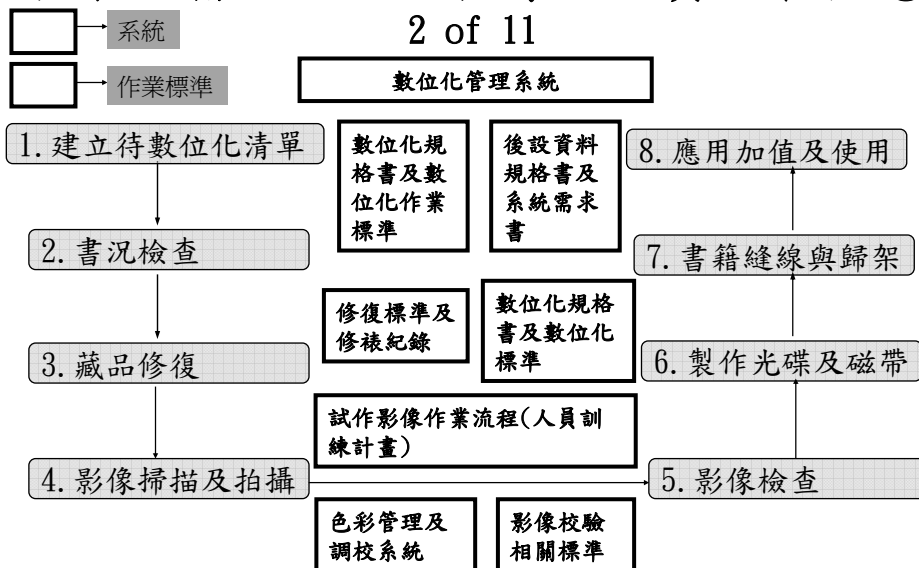 系統
2 of 11
作業標準
數位化管理系統
1.建立待數位化清單
數位化規
格書及數
位化作業
標準
後設資料
規格書及
系統需求
書
8.應用加值及使用
2.書況檢查
7.書籍縫線與歸架
修復標準及
修裱紀錄
數位化規格
書及數位化
標準
3.藏品修復
6.製作光碟及磁帶
試作影像作業流程(人員訓
練計畫)
4.影像掃描及拍攝
5.影像檢查
色彩管理及
調校系統
影像校驗
相關標準